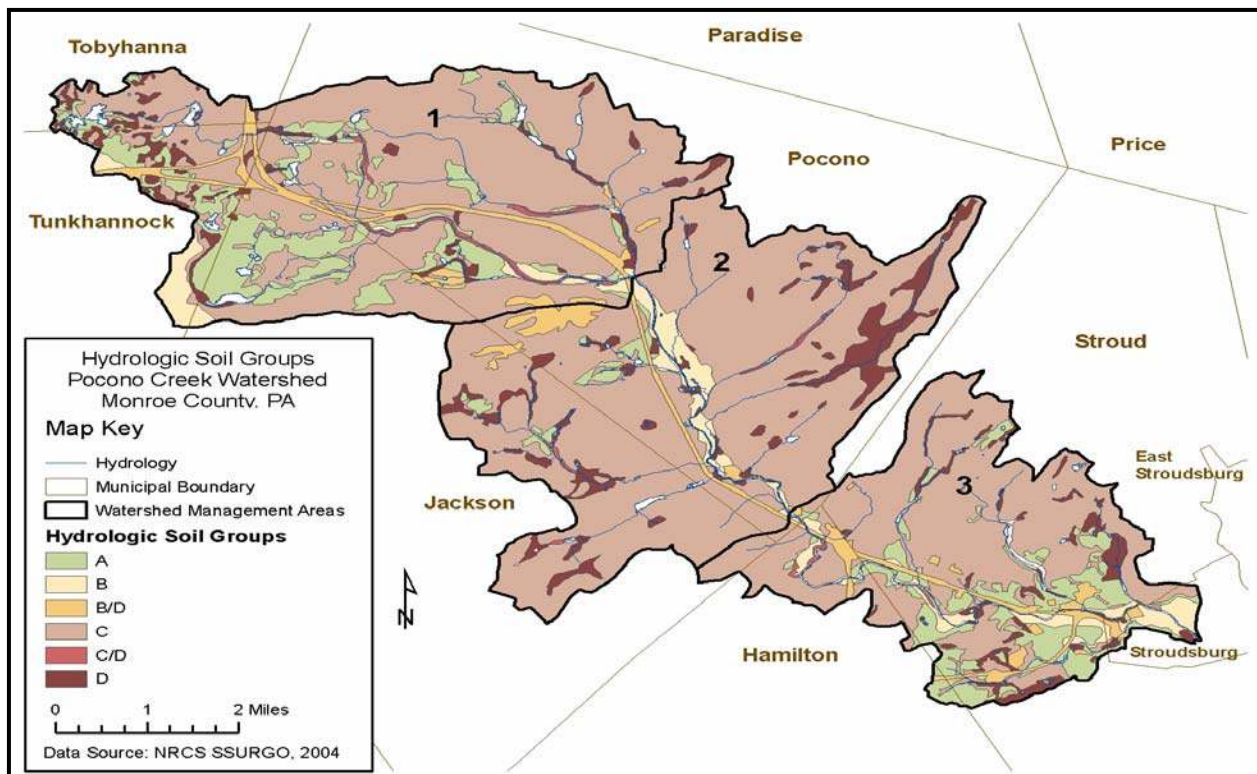 Tobyhanna
Paradise
1
Pocono
Price
Tunkhannock
2
Stroud
Hydrologic Soil Groups
Pocono Creek Watershed
Monroe County, PA
Map Key
Hydrology
Municipal Boundary
Watershed Management Areas
Hydrologic Soil Groups
A
B
B/D
C
C/D
D
0 1 2 Miles
Data Source: NRCS SSURGO, 2004
Jackson
N
3
East
Stroudsburg
Hamilton
Stroudsburg